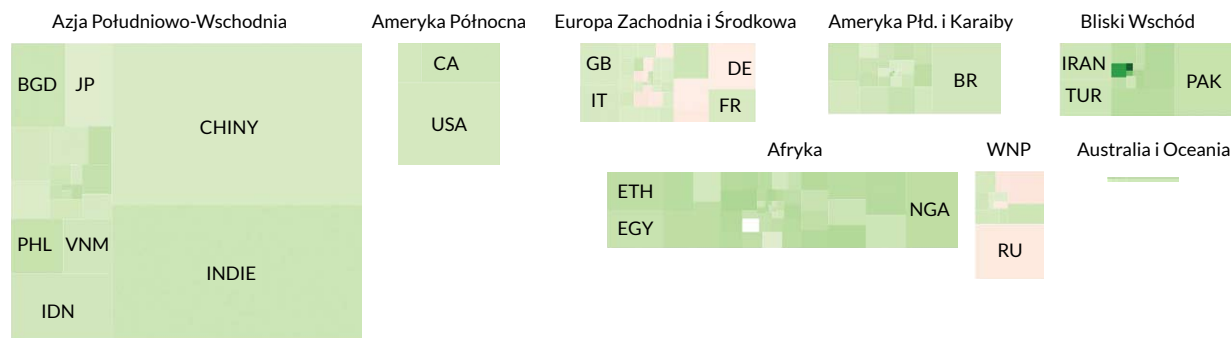 Azja Południowo-Wschodnia
Ameryka Północna
Europa Zachodnia i Środkowa
Ameryka Płd. i Karaiby
Bliski Wschód
BGD
JP
CHINY
PHL
VNM
INDIE
IDN
CA
USA
GB
DE
IT
FR
BR
IRAN
TUR
PAK
Afryka
WNP
Australia i Oceania
ETH
NGA
EGY
RU